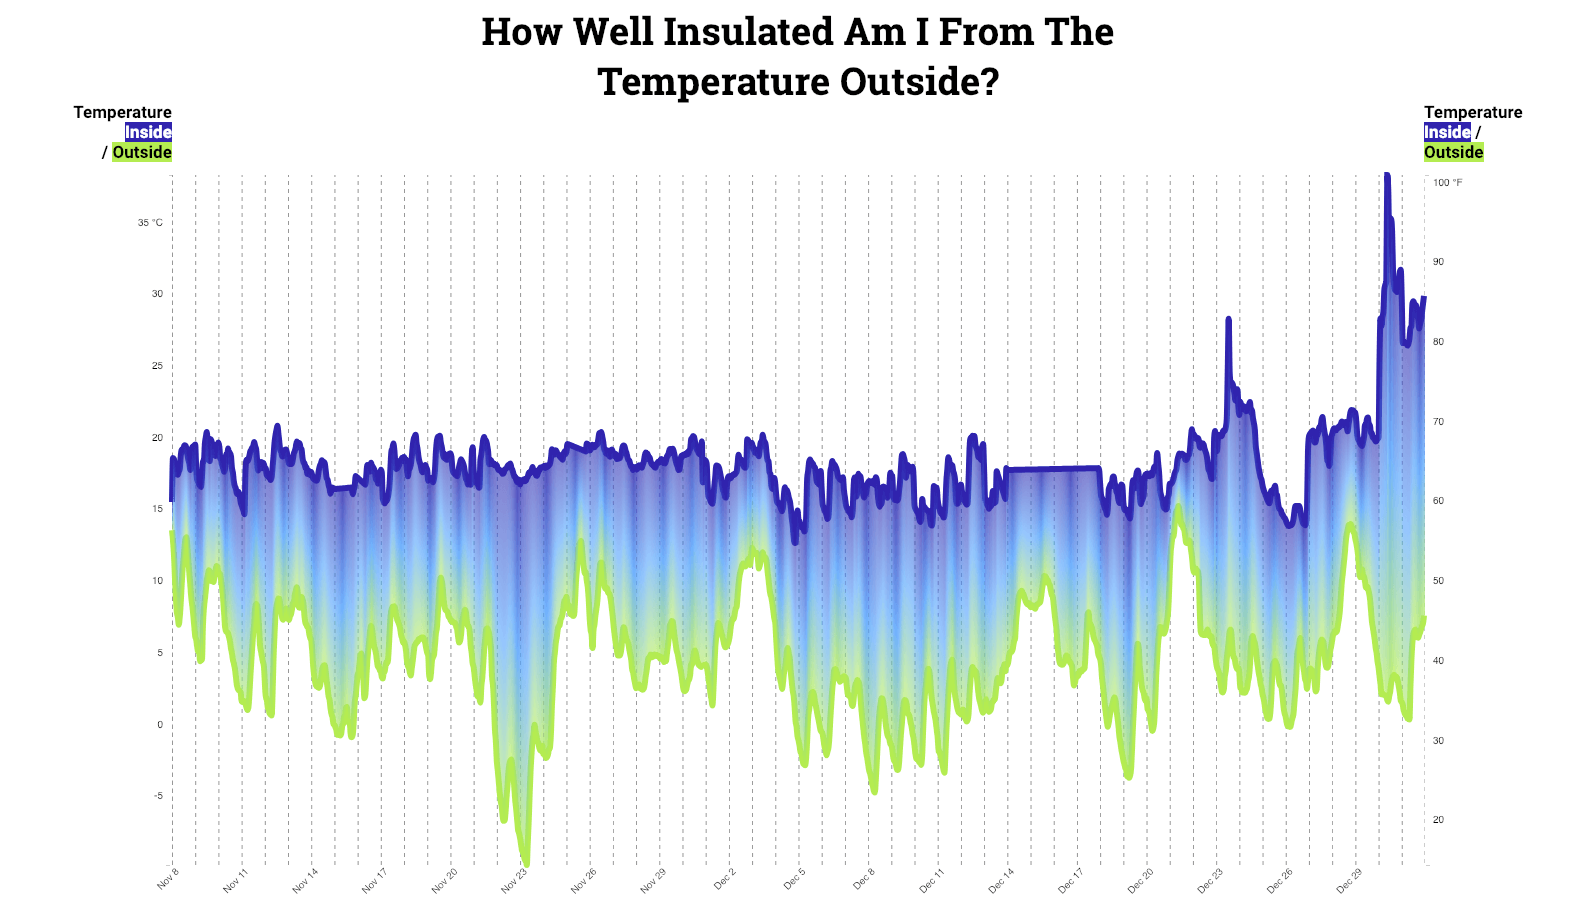 How Well Insulated Am I From The
Temperature Outside?
Temperature
Inside
/ Outside
Temperature
Inside /
Outside
35 °C
30
25
20
15
10
5
0
-5
100 °F
90
80
70
60
50
40
30
20
Nov 8
Nov 11
Nov 14
Nov 17
Nov 20
Nov 23
Nov 26
Nov 29
Dec 2
Dec 5
Dec 8
Dec 11
Dec 14
Dec 17
Dec 20
Dec 23
Dec 26
Dec 29